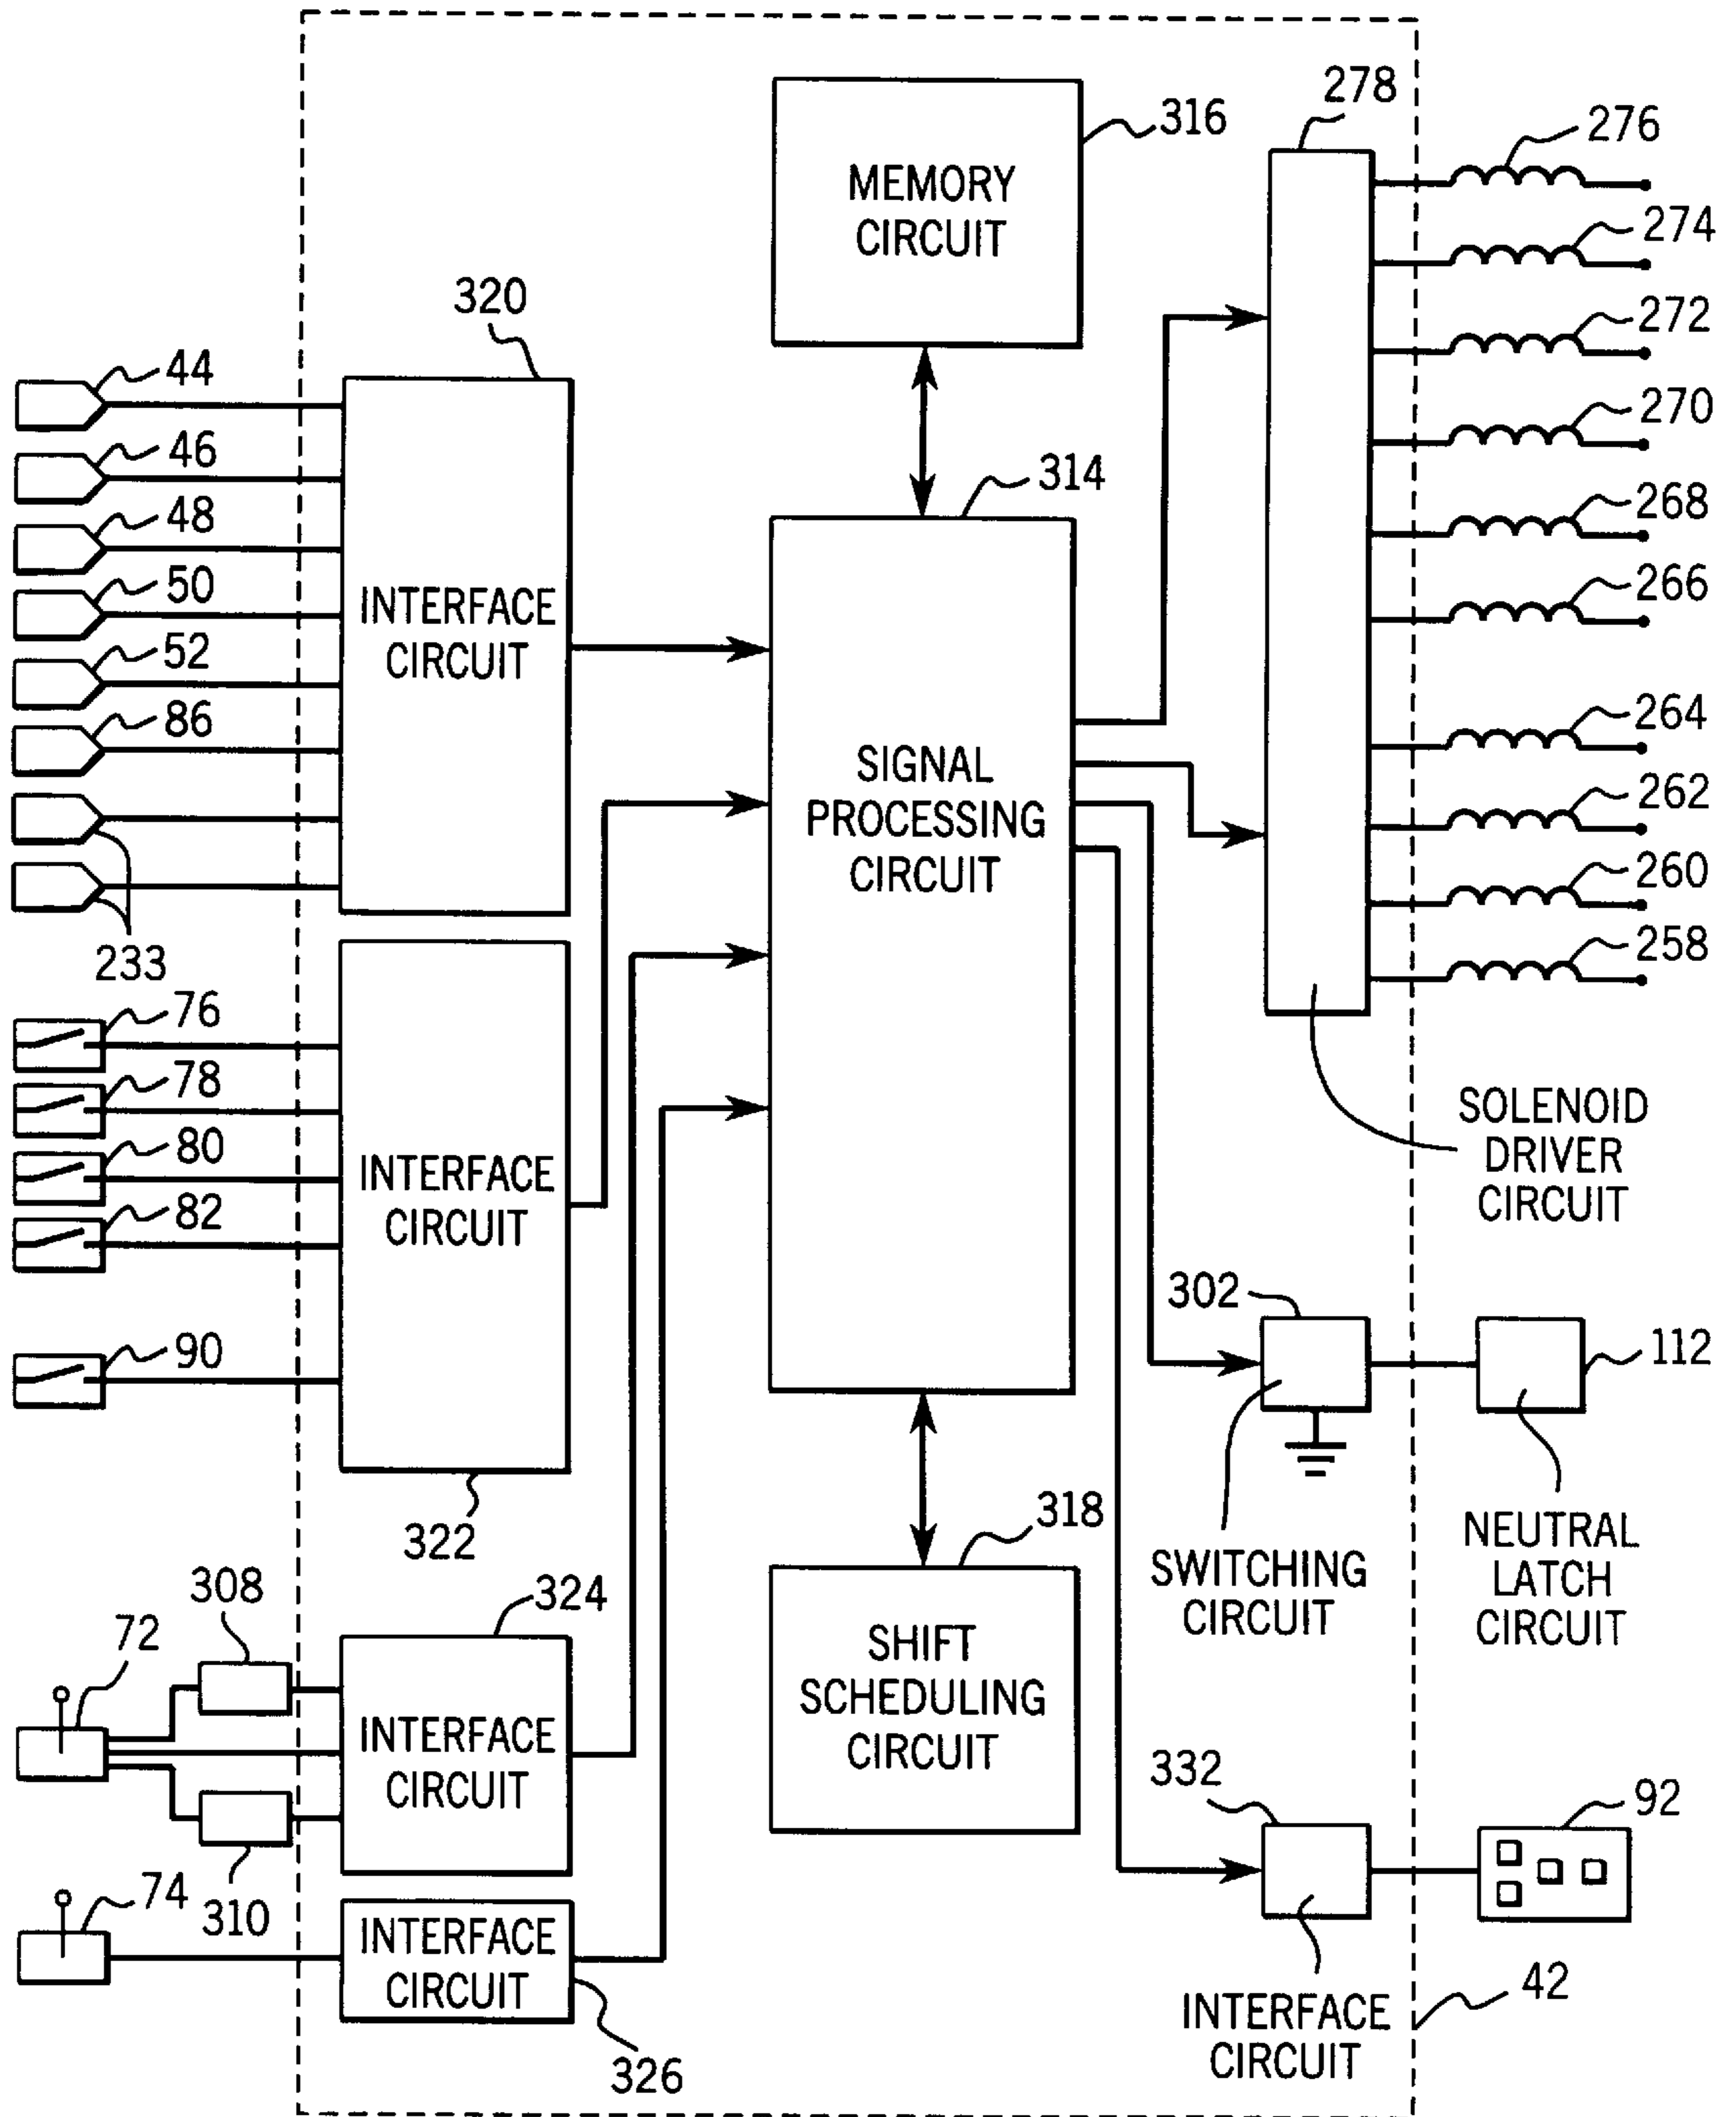 278
276
316
MEMORY
CIRCUIT
274
272
320
270
44
46
314
268
48
266
50
INTERFACE
CIRCUIT
52
264
86
SIGNAL
PROCESSING
CIRCUIT
262
260
233
258
76
78
SOLENOID
DRIVER
CIRCUIT
80
INTERFACE
CIRCUIT
82
302
90
112
322
318
NEUTRAL
LATCH
CIRCUIT
SWITCHING
CIRCUIT
308
324
72
SHIFT
SCHEDULING
CIRCUIT
INTERFACE
CIRCUIT
332
92
74
310
INTERFACE
CIRCUIT
42
INTERFACE
CIRCUIT
326